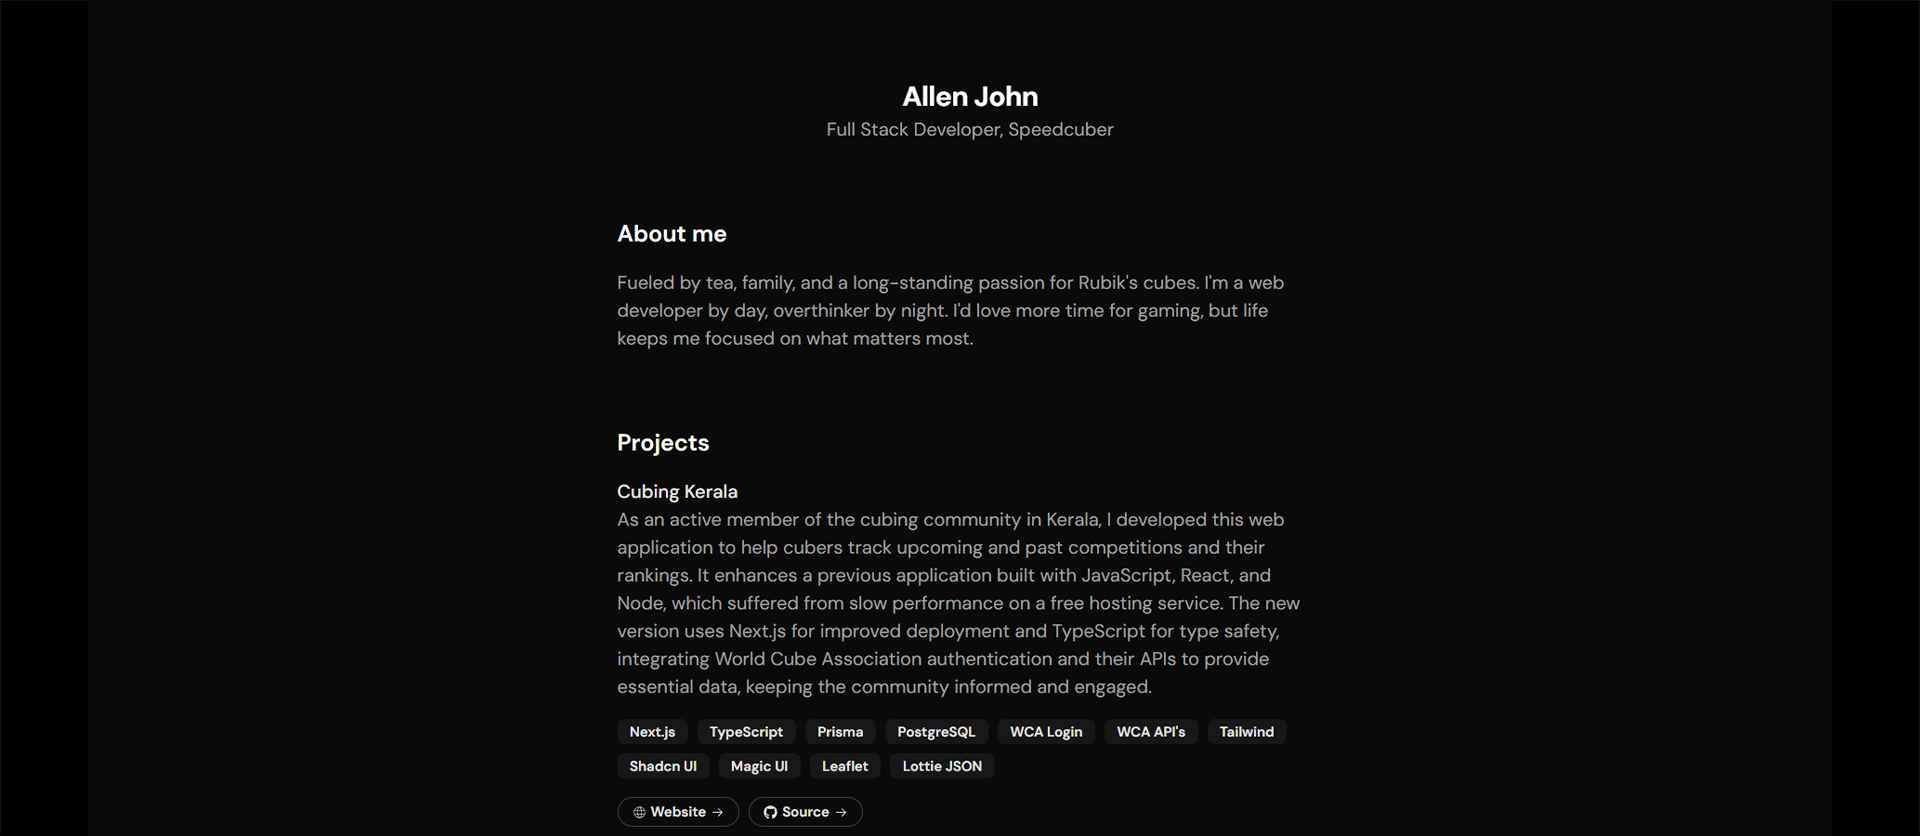 Allen John
Full Stack Developer, Speedcuber
About me
Fueled by tea, family, and a long-standing passion for Rubik's cubes. I'm a web
developer by day, overthinker by night. I'd love more time for gaming, but life
keeps me focused on what matters most.
Projects
Cubing Kerala
As an active member of the cubing community in Kerala, I developed this web
application to help cubers track upcoming and past competitions and their
rankings. It enhances a previous application built with JavaScript, React, and
Node, which suffered from slow performance on a free hosting service. The new
version uses Next.js for improved deployment and TypeScript for type safety,
integrating World Cube Association authentication and their APIs to provide
essential data, keeping the community informed and engaged.
Next.js TypeScript Prisma PostgreSQL WCA Login WCA API's Tailwind
Shadcn UI Magic UI Leaflet Lottie JSON
Website → Source →